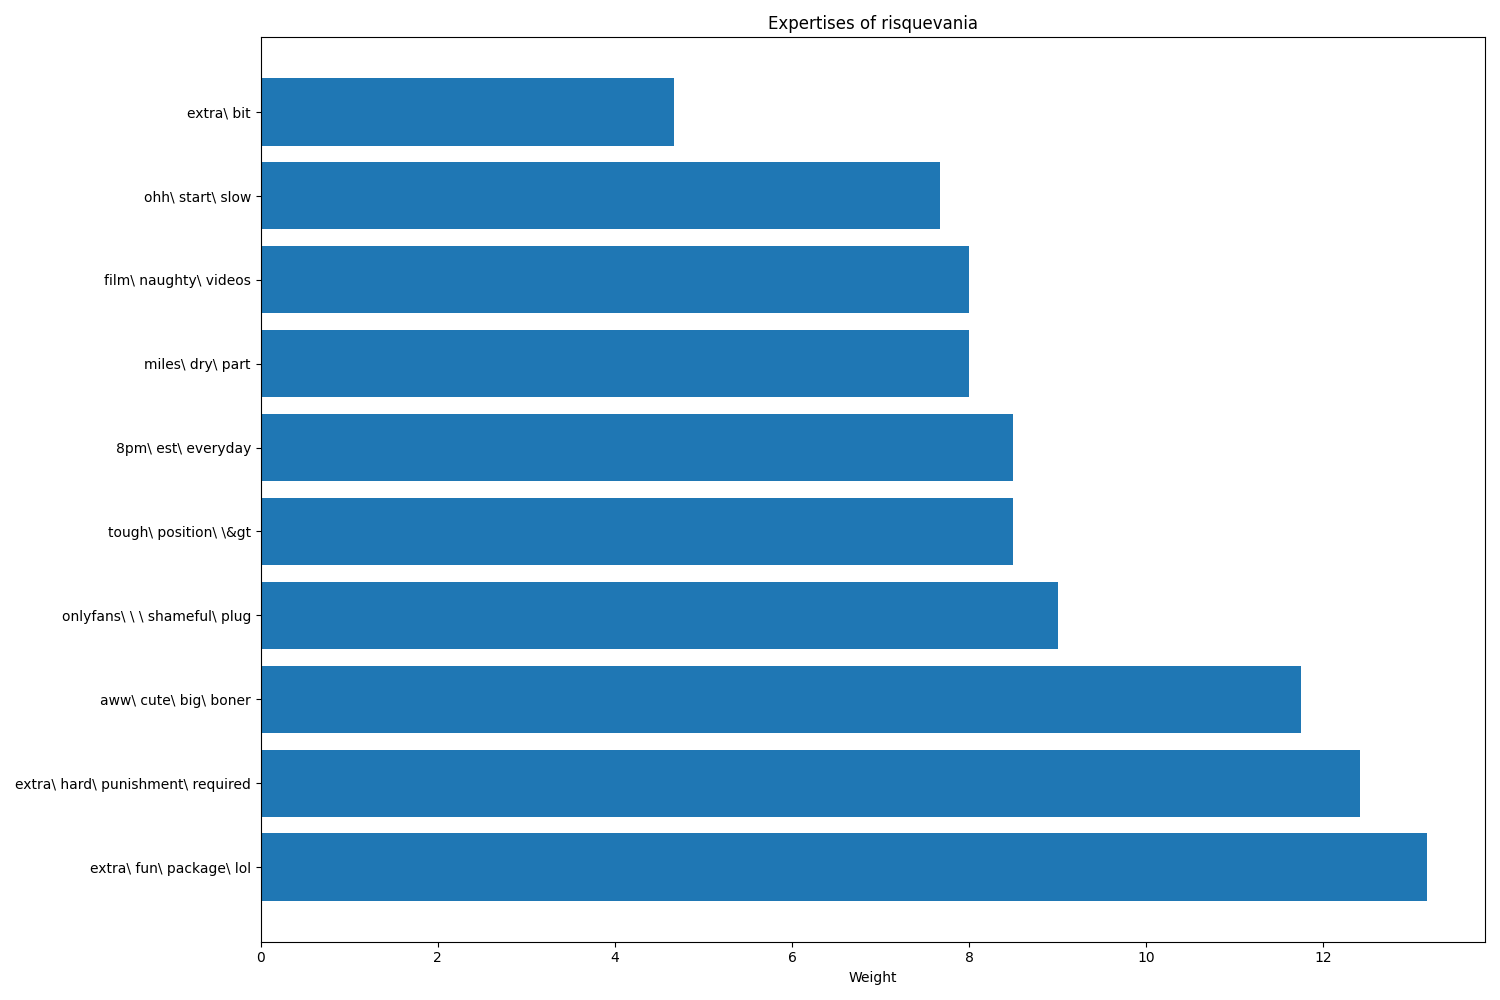 Expertises of risquevania
extra\ bit
ohh\ start\ slow
film\ naughty\ videos
miles\ dry\ part
8pm\ est\ everyday
tough\ position\ \&gt
onlyfans\ \ \ shameful\ plug
aww\ cute\ big\ boner
extra\ hard\ punishment\ required
extra\ fun\ package\ lol
0 2 4 6 8 10 12
Weight